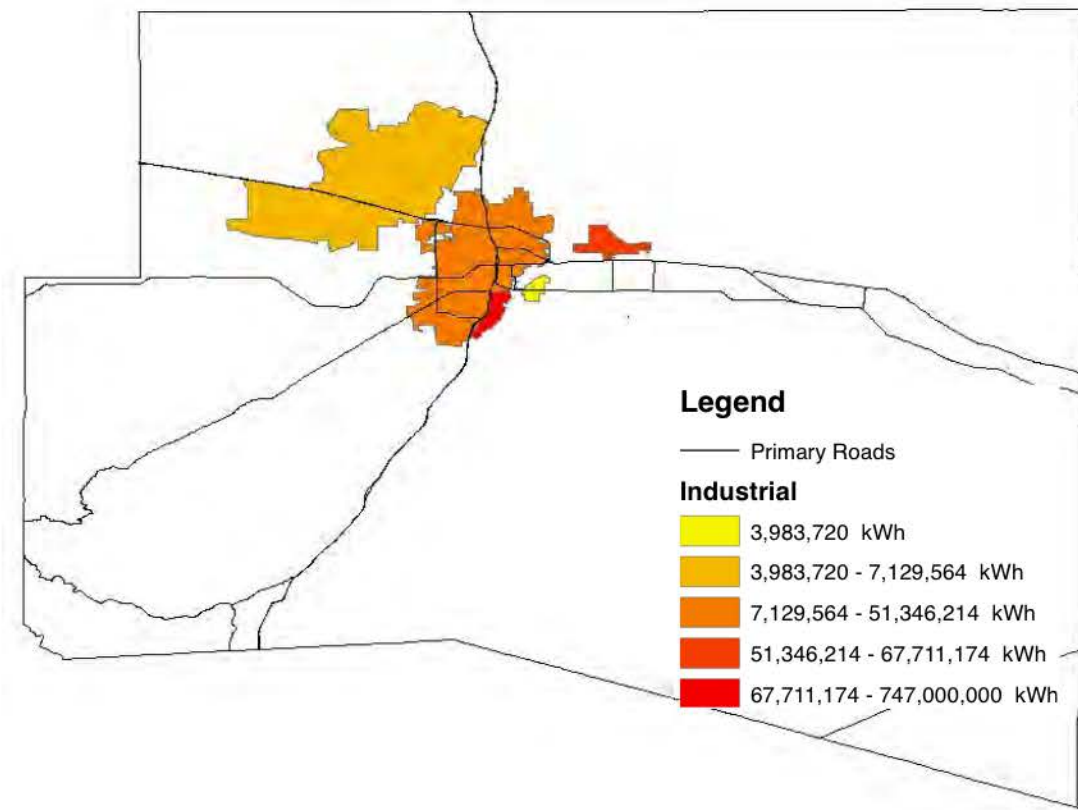 Legend
Primary Roads
Industrial
3,983,720 kWh
3,983,720 - 7,129,564 kWh
7,129,564 - 51,346,214 kWh
51,346,214 - 67,711,174 kWh
67,711,174 - 747,000,000 kWh